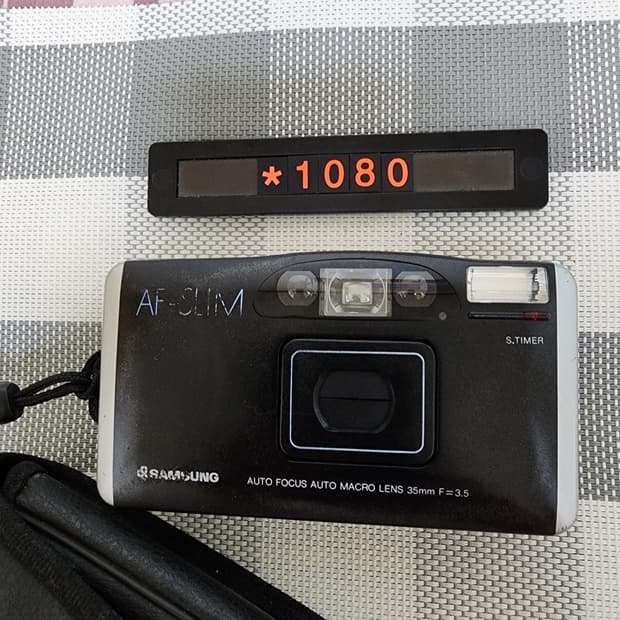 *1080
AF-SLIM
S.TIMER
SAMSUNG
AUTO FOCUS AUTO MACRO LENS 35mm F=3.5